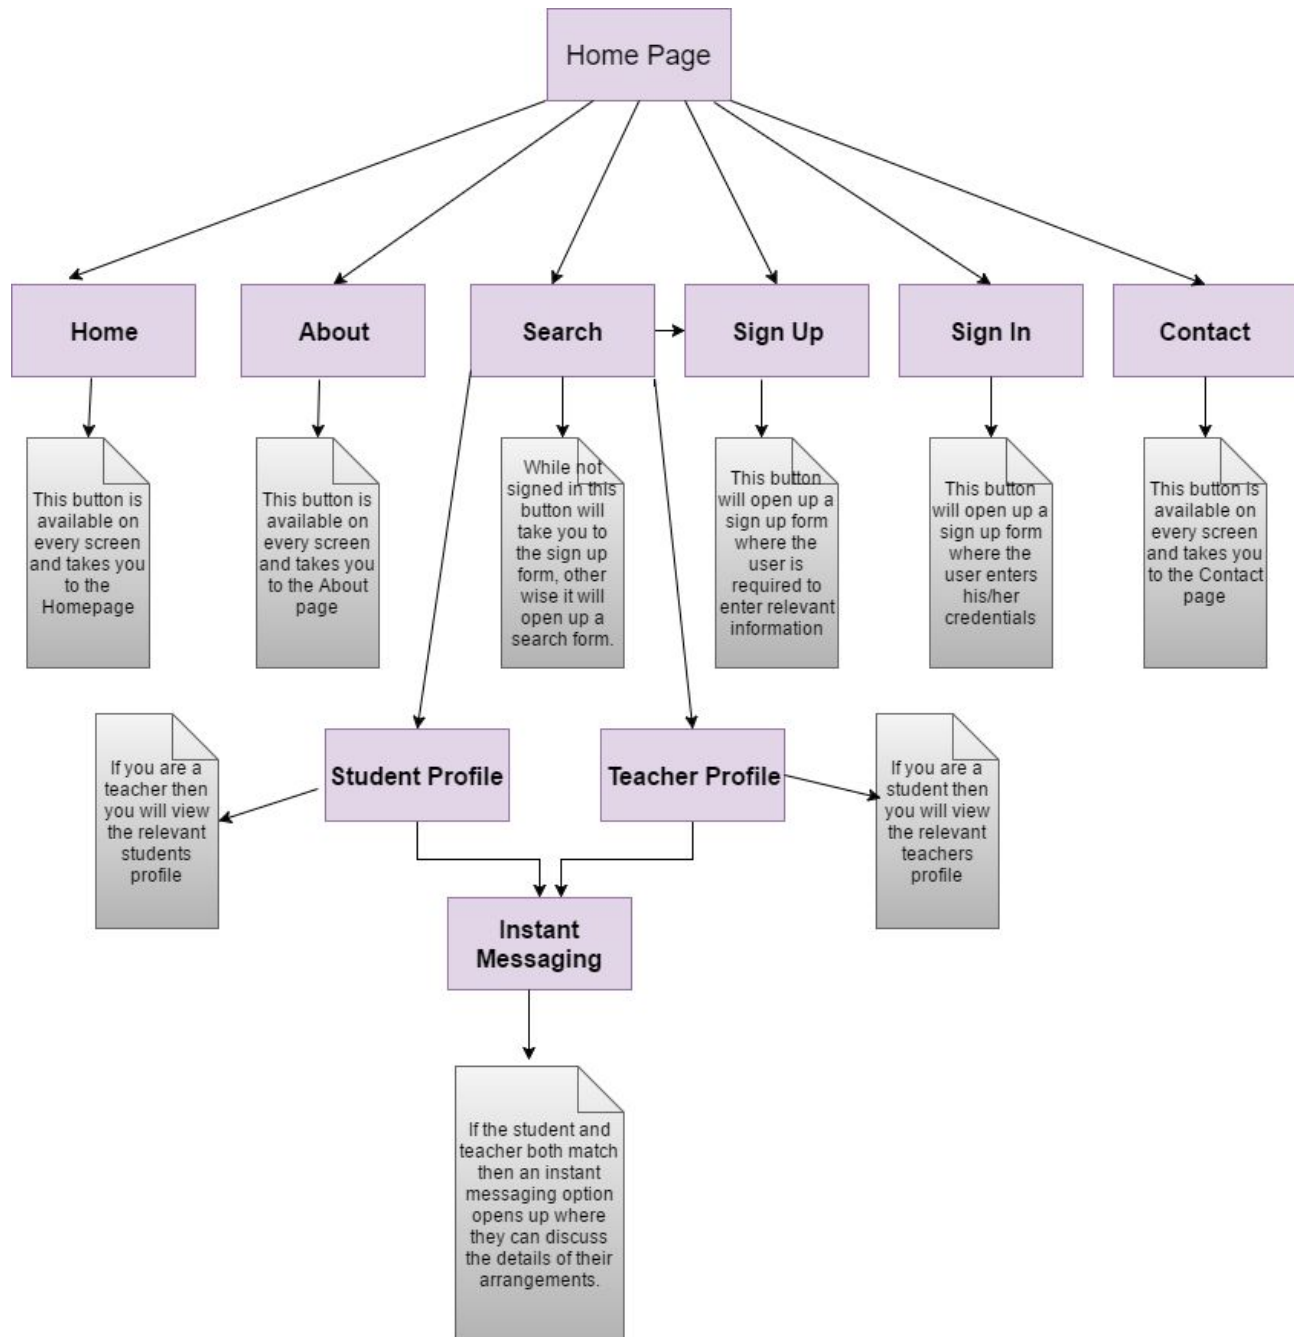 Home Page
Home
About
Search
Sign Up
Sign In
Contact
This button is
available on
every screen
and takes you
to the
Homepage
This button is
available on
every screen
and takes you
to the About
page
While not
signed in this
button will
take you to
the sign up
form, other
wise it will
open up a
search form.
This button
will open up a
sign up form
where the
user is
required to
enter relevant
information
This button
will open up a
sign up form
where the
user enters
his/her
credentials
This button is
available on
every screen
and takes you
to the Contact
page
If you are a
teacher then
you will view
the relevant
students
profile
Student Profile
Teacher Profile
If you are a
student then
you will view
the relevant
teachers
profile
Instant
Messaging
If the student and
teacher both match
then an instant
messaging option
opens up where
they can discuss
the details of their
arrangements.